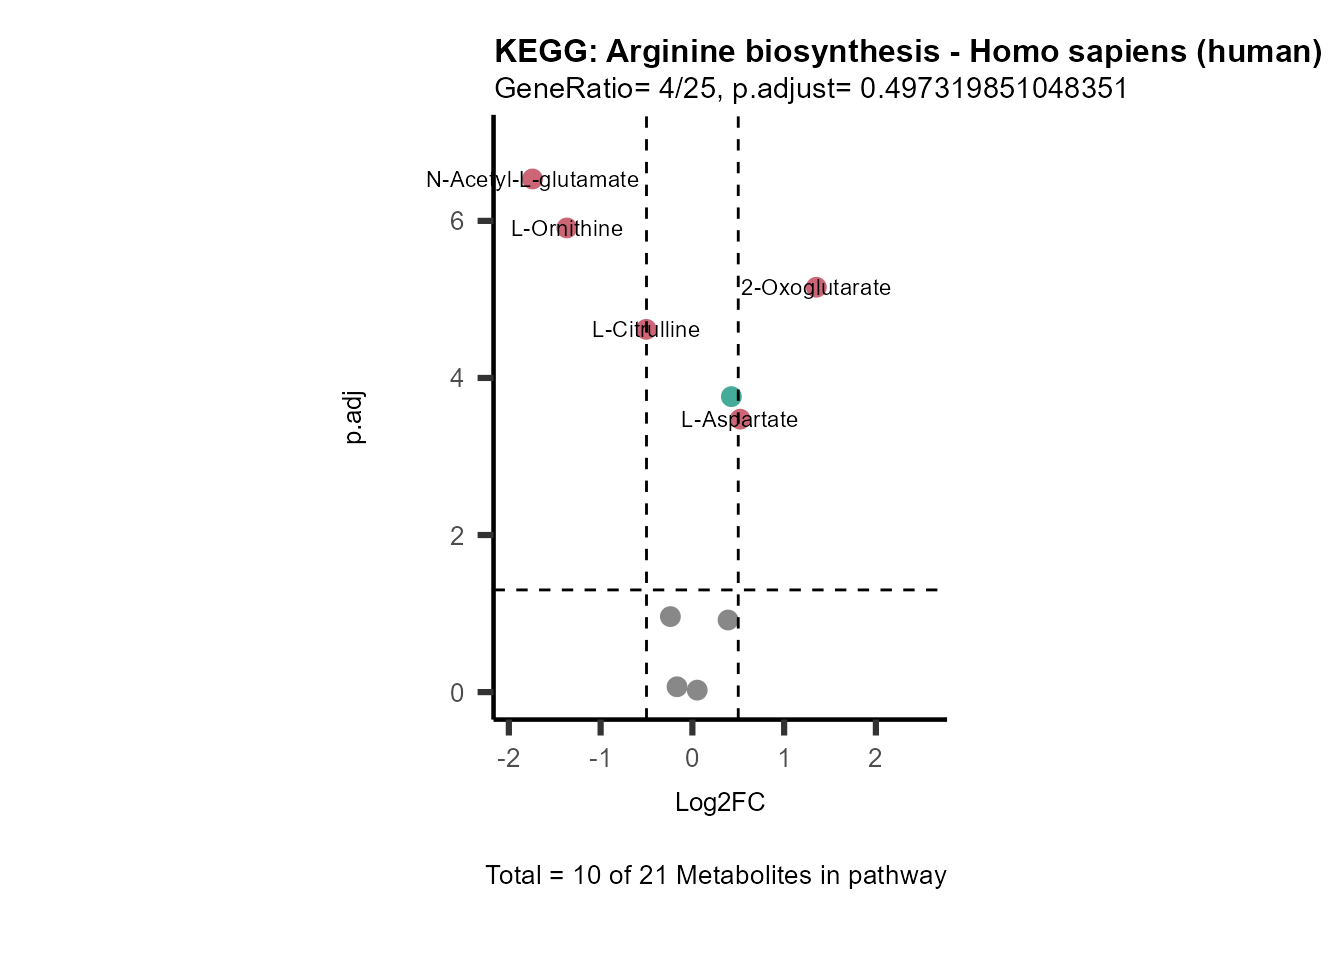 KEGG: Arginine biosynthesis - Homo sapiens (human)
GeneRatio= 4/25, p.adjust= 0.497319851048351
N-Acetyl-L-glutamate
L-Ornithine
2-Oxoglutarate
L-Citrulline
L-Aspartate
6
4
2
0
p.adj
-2 -1 0 1 2
Log2FC
Total = 10 of 21 Metabolites in pathway